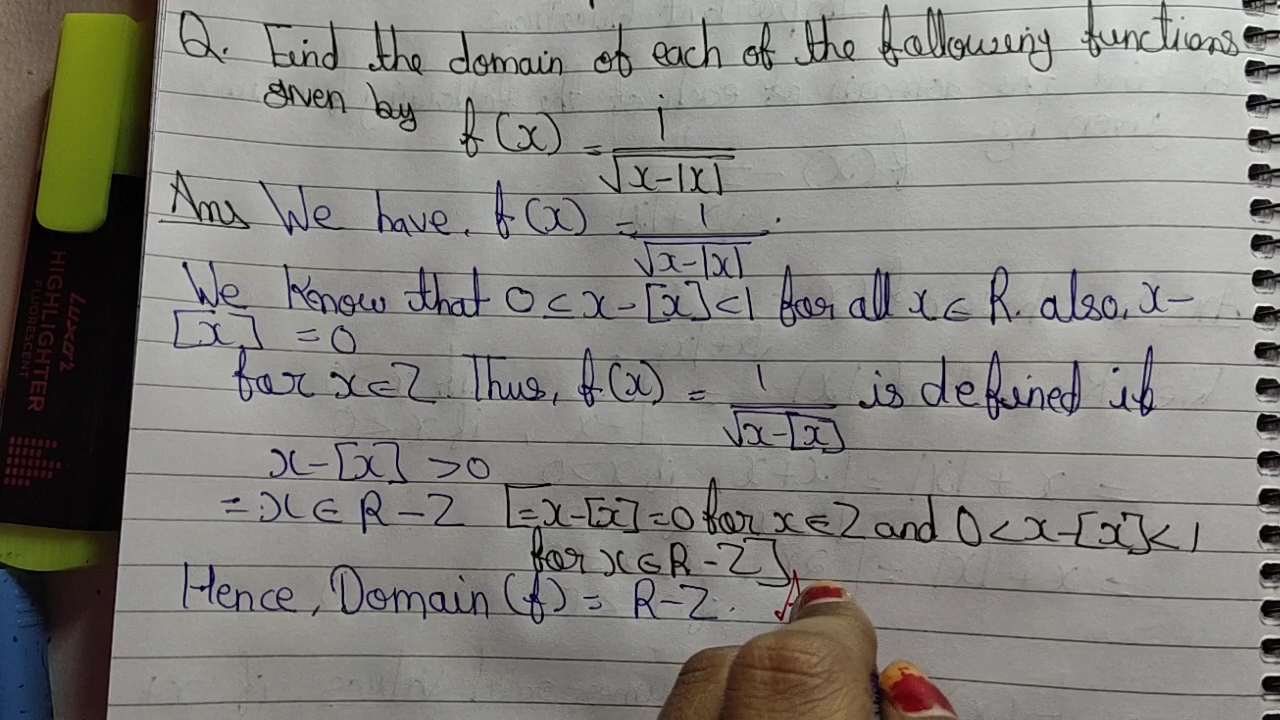 Q. Find the domain of each of the following functions
given by f(x) = 1/√x-|x|
Ans We have, f(x) = 1/√x-|x|.
We know that 0 < x-[x] < 1 for all x ∈ R. also, x-
[x] = 0
for x ∈ Z. Thus, f(x) = 1/√x-[x] is defined if
x-[x] > 0
= x ∈ R - Z [= x-[x] = 0 for x ∈ Z and 0 < x-[x] < 1
for x ∈ R - Z]
Hence, Domain (f) = R - Z.
Luxor
HIGHLIGHTER
FLUORESCENT